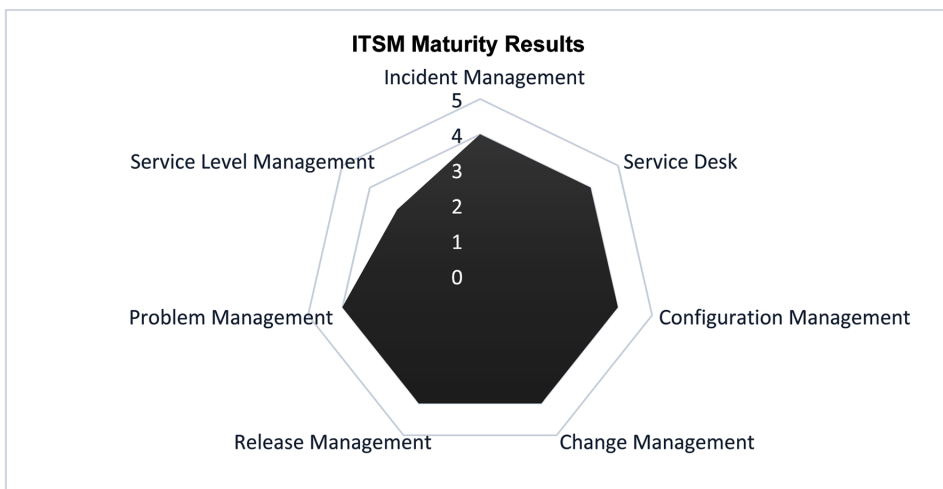 ITSM Maturity Results
Incident Management
5
4
3
2
1
0
Service Level Management
Service Desk
Problem Management
Configuration Management
Release Management
Change Management